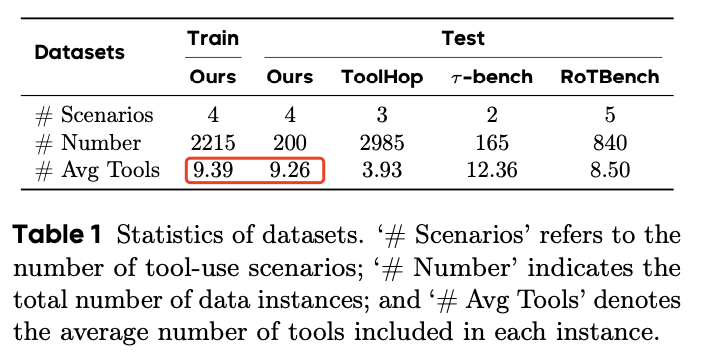 Datasets Train Test
Ours Ours ToolHop τ-bench RoTBench
# Scenarios 4 4 3 2 5
# Number 2215 200 2985 165 840
# Avg Tools 9.39 9.26 3.93 12.36 8.50
Table 1 Statistics of datasets. ‘# Scenarios’ refers to the
number of tool-use scenarios; ‘# Number’ indicates the
total number of data instances; and ‘# Avg Tools’ denotes
the average number of tools included in each instance.